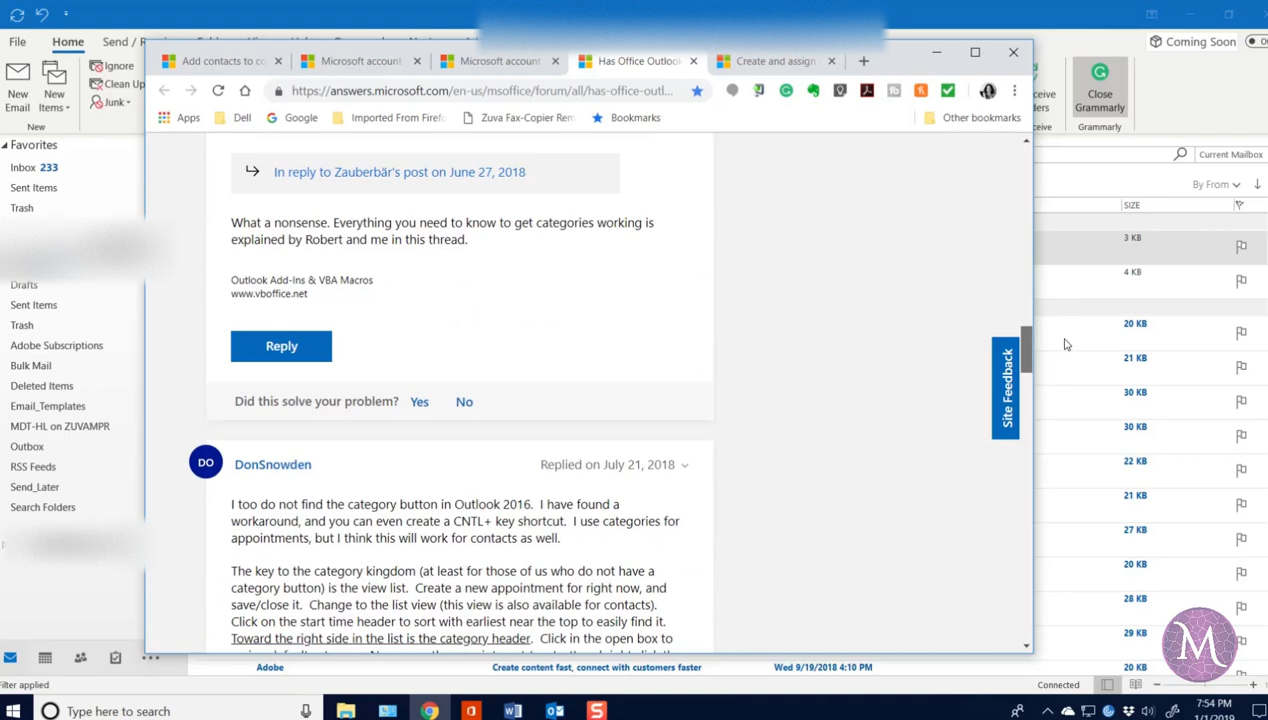 File Home Send / R
Coming Soon
New Email
New Items
Ignore
Clean Up
Junk
New
Close Grammarly
Grammarly
Add contacts to co
Microsoft account
Microsoft account
Has Office Outlook
Create and assign
https://answers.microsoft.com/en-us/msoffice/forum/all/has-office-outl...
Apps Dell Google Imported From Firef Zuva Fax-Copier Rem Bookmarks Other bookmarks
Favorites
Inbox 233
Sent Items
Trash
Drafts
Sent Items
Trash
Adobe Subscriptions
Bulk Mail
Deleted Items
Email_Templates
MDT-HL on ZUVAMPR
Outbox
RSS Feeds
Send_Later
Search Folders
In reply to Zauberbär's post on June 27, 2018
What a nonsense. Everything you need to know to get categories working is
explained by Robert and me in this thread.
Outlook Add-Ins & VBA Macros
www.vboffice.net
Reply
Did this solve your problem? Yes No
DO DonSnowden Replied on July 21, 2018
I too do not find the category button in Outlook 2016. I have found a
workaround, and you can even create a CNTL+ key shortcut. I use categories for
appointments, but I think this will work for contacts as well.
The key to the category kingdom (at least for those of us who do not have a
category button) is the view list. Create a new appointment for right now, and
save/close it. Change to the list view (this view is also available for contacts).
Click on the start time header to sort with earliest near the top to easily find it.
Toward the right side in the list is the category header. Click in the open box to
Site Feedback
Current Mailbox
By From
SIZE
3 KB
4 KB
20 KB
21 KB
30 KB
30 KB
22 KB
21 KB
27 KB
20 KB
28 KB
29 KB
20 KB
M
Adobe Create content fast, connect with customers faster Wed 9/19/2018 4:10 PM
Filter applied
Connected
Type here to search
7:54 PM
1/1/2019